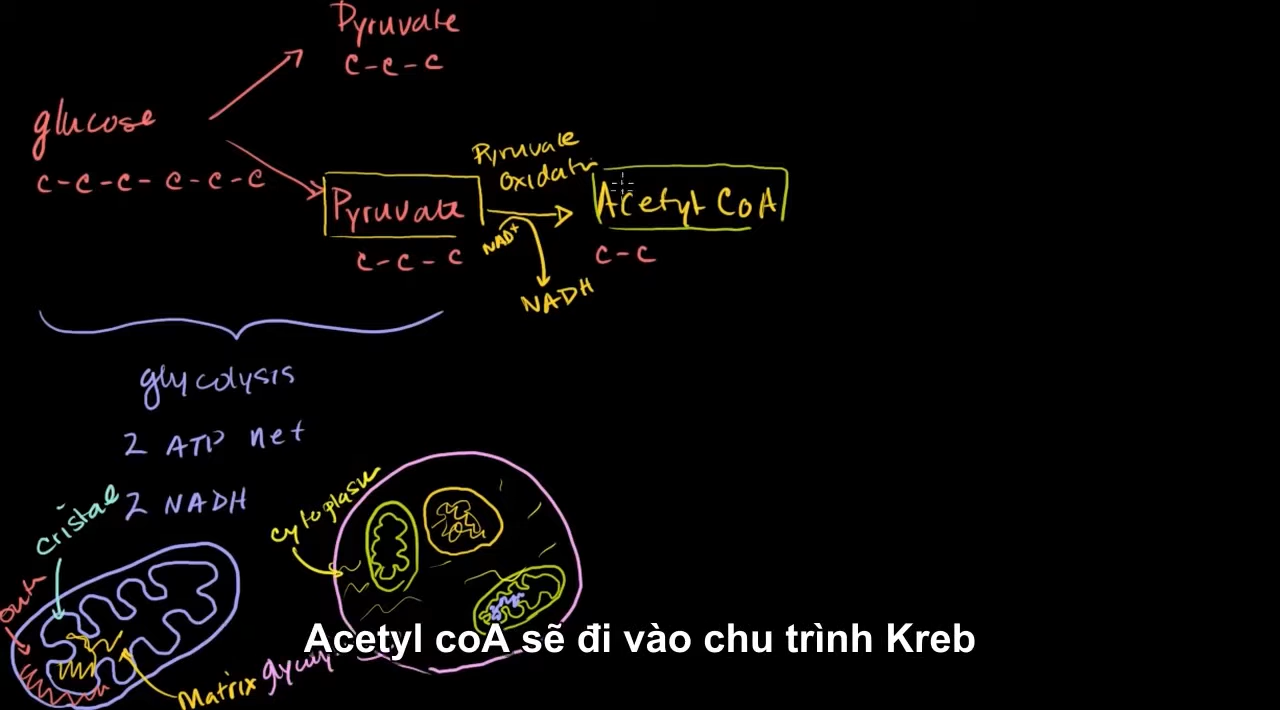 Pyruvate
C-C-C
glucose
C-C-C-C-C-C
Pyruvate
Oxidati
Pyruvate
Acetyl CoA
C-C-C
NAD+
C-C
NADH
glycolysis
2 ATP net
2 NADH
cristae
cytoplasm
Matrix
Acetyl coA sẽ đi vào chu trình Kreb